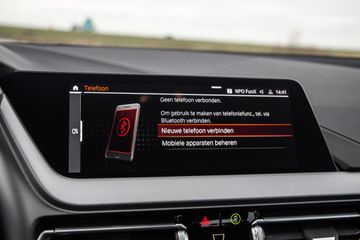 Telefoon
NPO FunX 14:41
Geen telefoon verbonden.
Om gebruik te maken van telefoniefunc., tel. via
Bluetooth verbinden.
Nieuwe telefoon verbinden
Mobiele apparaten beheren